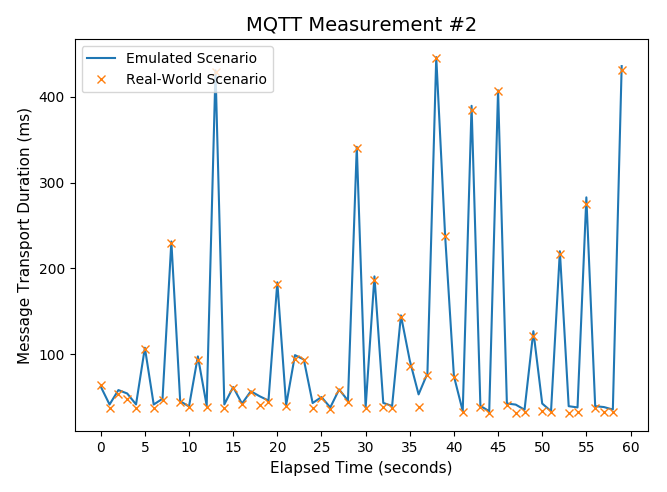 MQTT Measurement #2
Emulated Scenario
Real-World Scenario
Message Transport Duration (ms)
400
300
200
100
0 5 10 15 20 25 30 35 40 45 50 55 60
Elapsed Time (seconds)